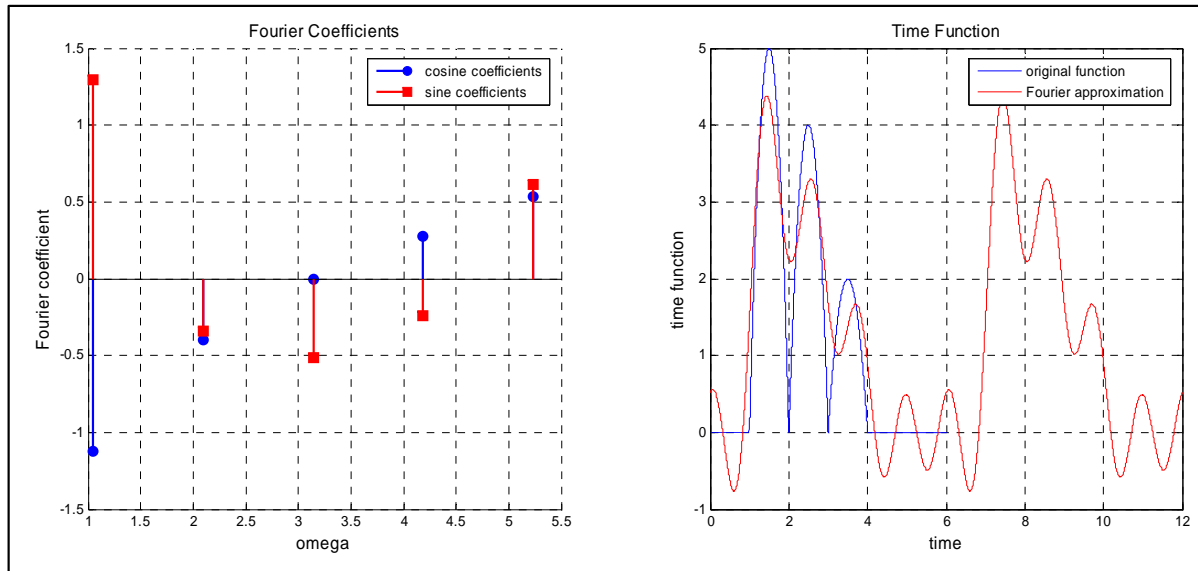 Fourier Coefficients
1.5
1
0.5
0
-0.5
-1
-1.5
Fourier coefficient
cosine coefficients
sine coefficients
1 1.5 2 2.5 3 3.5 4 4.5 5 5.5
omega
Time Function
5
4
3
2
1
0
-1
time function
original function
Fourier approximation
0 2 4 6 8 10 12
time